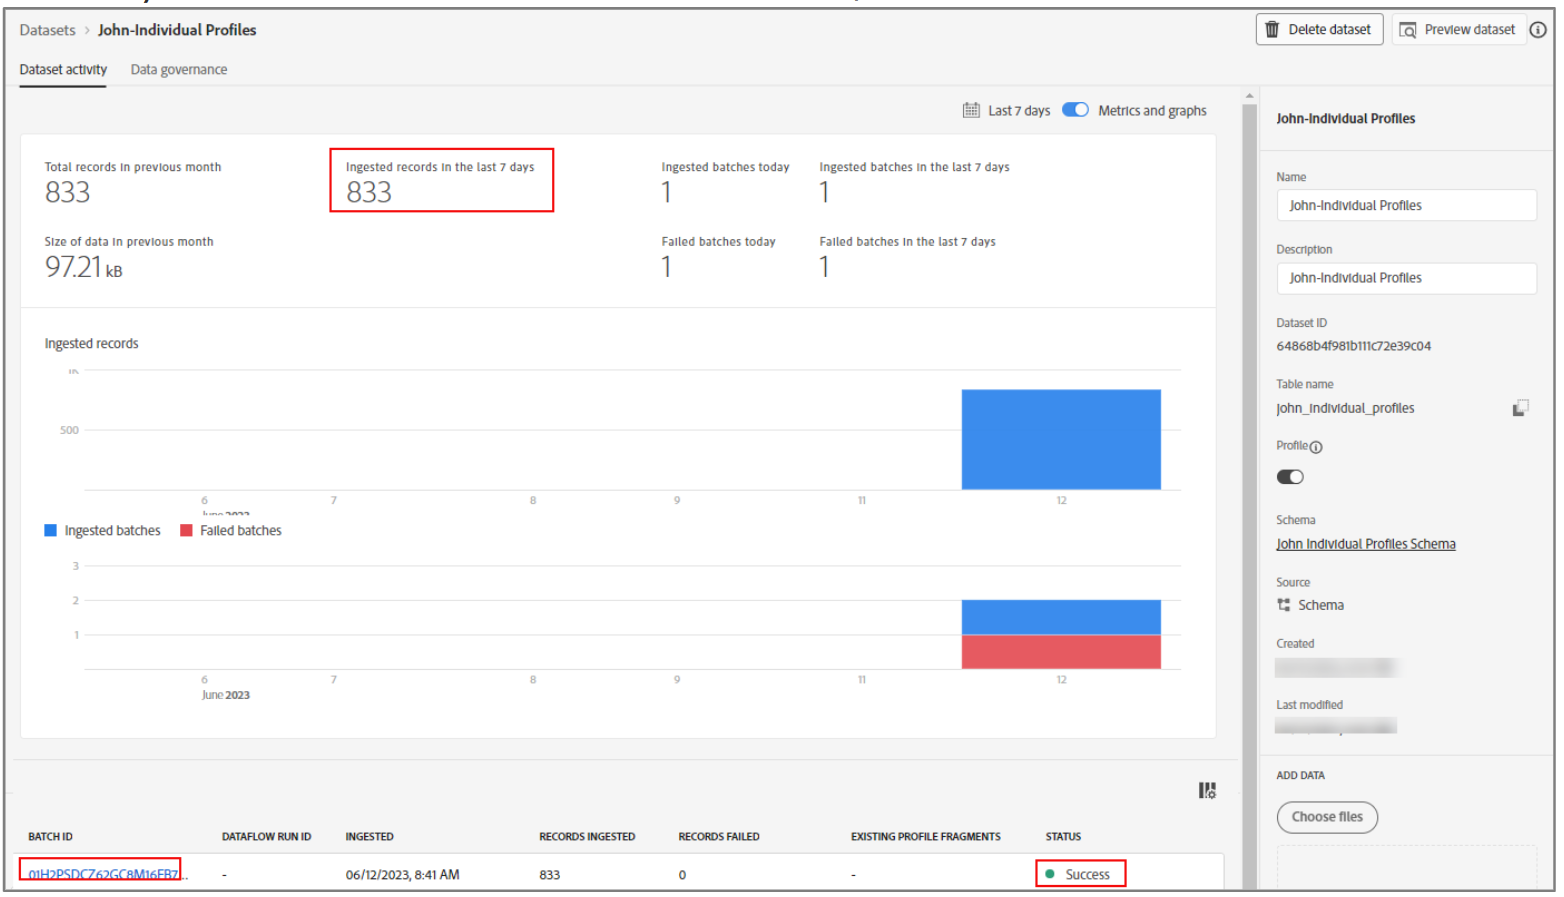 Datasets > John-Individual Profiles
Delete dataset
Preview dataset
Dataset activity
Data governance
Last 7 days
Metrics and graphs
Total records in previous month
833
Ingested records in the last 7 days
833
Ingested batches today
1
Ingested batches in the last 7 days
1
Size of data in previous month
97.21 kB
Failed batches today
1
Failed batches in the last 7 days
1
Ingested records
1K
500
6 7 8 9 11 12
June 2023
Ingested batches
Failed batches
3
2
1
6 7 8 9 11 12
June 2023
BATCH ID DATAFLOW RUN ID INGESTED RECORDS INGESTED RECORDS FAILED EXISTING PROFILE FRAGMENTS STATUS
01H2PSDCZ62GC8M16EB7... - 06/12/2023, 8:41 AM 833 0 - Success
John-Individual Profiles
Name
John-Individual Profiles
Description
John-Individual Profiles
Dataset ID
64868b4f981b111c72e39c04
Table name
john_individual_profiles
Profile
Schema
John Individual Profiles Schema
Source
Schema
Created
Last modified
ADD DATA
Choose files